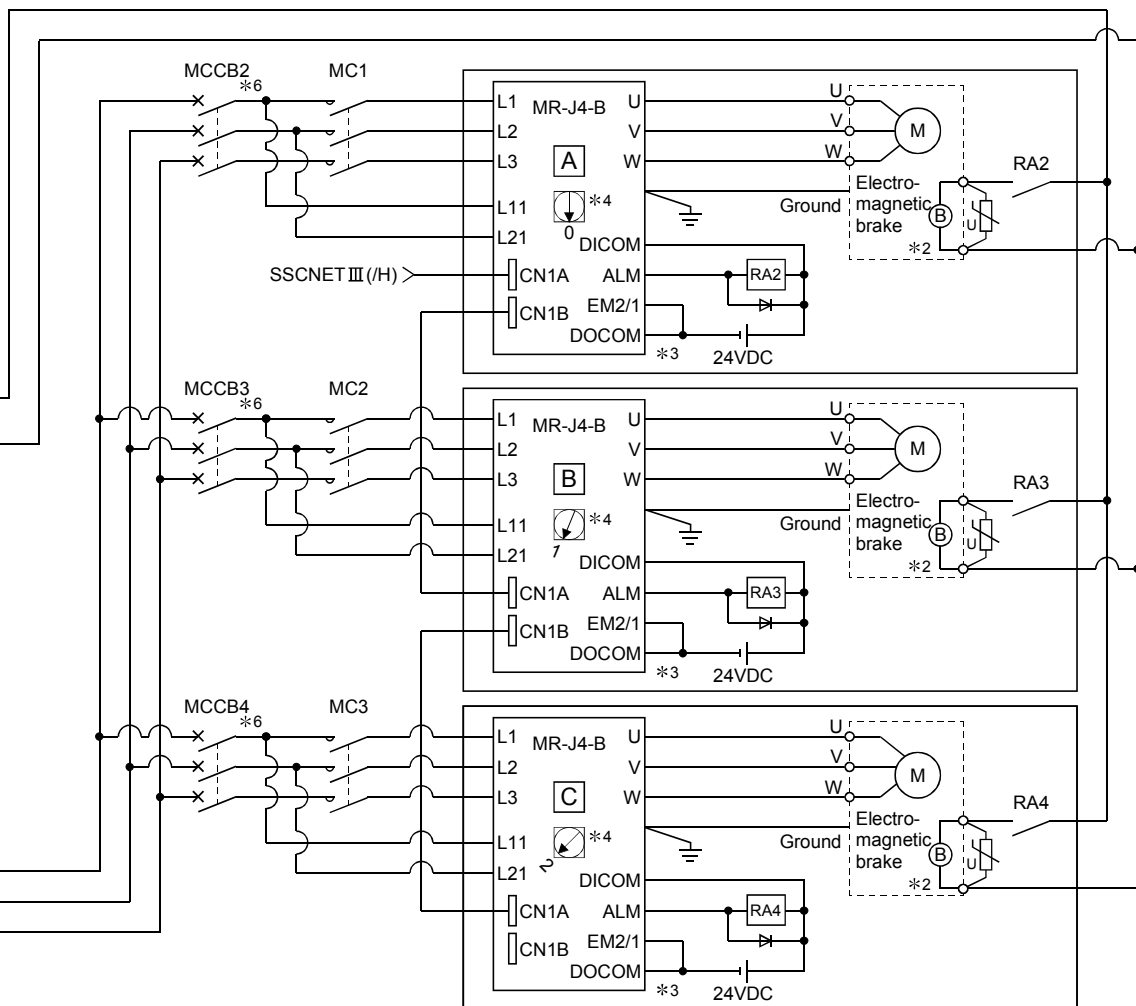 MCCB2
＊6
MC1
L1
L2
L3
L11
L21
MR-J4-B
A
＊4
0
U
V
W
U
V
W
M
Ground
Electro-
magnetic
brake
＊2
B
U
RA2
SSCNETⅢ(/H)
CN1A
CN1B
DICOM
ALM
EM2/1
DOCOM
RA2
＊3
24VDC
MCCB3
＊6
MC2
L1
L2
L3
L11
L21
MR-J4-B
B
＊4
1
U
V
W
U
V
W
M
Ground
Electro-
magnetic
brake
＊2
B
U
RA3
CN1A
CN1B
DICOM
ALM
EM2/1
DOCOM
RA3
＊3
24VDC
MCCB4
＊6
MC3
L1
L2
L3
L11
L21
MR-J4-B
C
＊4
2
U
V
W
U
V
W
M
Ground
Electro-
magnetic
brake
＊2
B
U
RA4
CN1A
CN1B
DICOM
ALM
EM2/1
DOCOM
RA4
＊3
24VDC